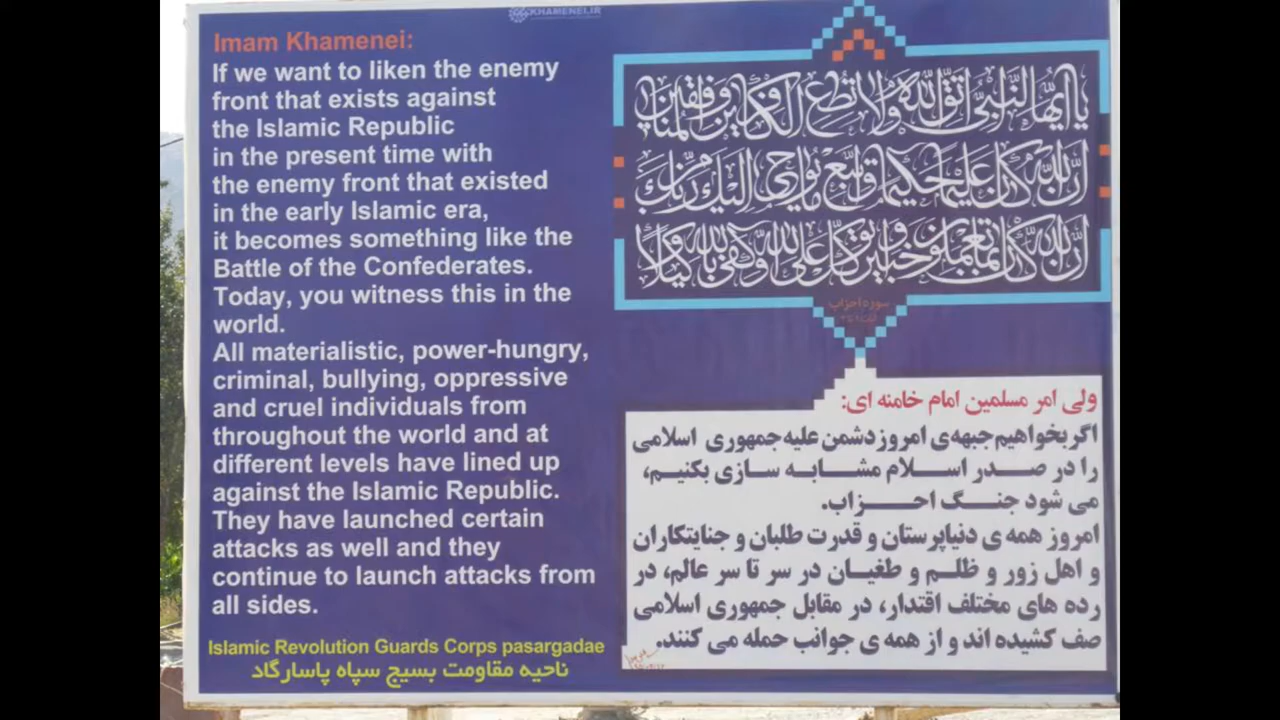 KHAMENEI.IR
Imam Khamenei:
If we want to liken the enemy
front that exists against
the Islamic Republic
in the present time with
the enemy front that existed
in the early Islamic era,
it becomes something like the
Battle of the Confederates.
Today, you witness this in the
world.
All materialistic, power-hungry,
criminal, bullying, oppressive
and cruel individuals from
throughout the world and at
different levels have lined up
against the Islamic Republic.
They have launched certain
attacks as well and they
continue to launch attacks from
all sides.
Islamic Revolution Guards Corps pasargadae
ناحیه مقاومت بسیج سپاه پاسارگاد
يا أيها النبي اتق الله ولا تطع الكافرين والمنافقين
إن الله كان عليما حكيما واتبع ما يوحى إليك من ربك
إن الله كان بما تعملون خبيرا وتوكل على الله وكفى بالله وكيلا
سوره احزاب
ولی امر مسلمین امام خامنه ای:
اگر بخواهیم جبهه‌ی امروز دشمن علیه جمهوری اسلامی
را در صدر اسلام مشابه سازی بکنیم،
می شود جنگ احزاب.
امروز همه ی دنیاپرستان و قدرت طلبان و جنایتکاران
و اهل زور و ظلم و طغیان در سر تا سر عالم، در
رده های مختلف اقتدار، در مقابل جمهوری اسلامی
صف کشیده اند و از همه ی جوانب حمله می کنند.